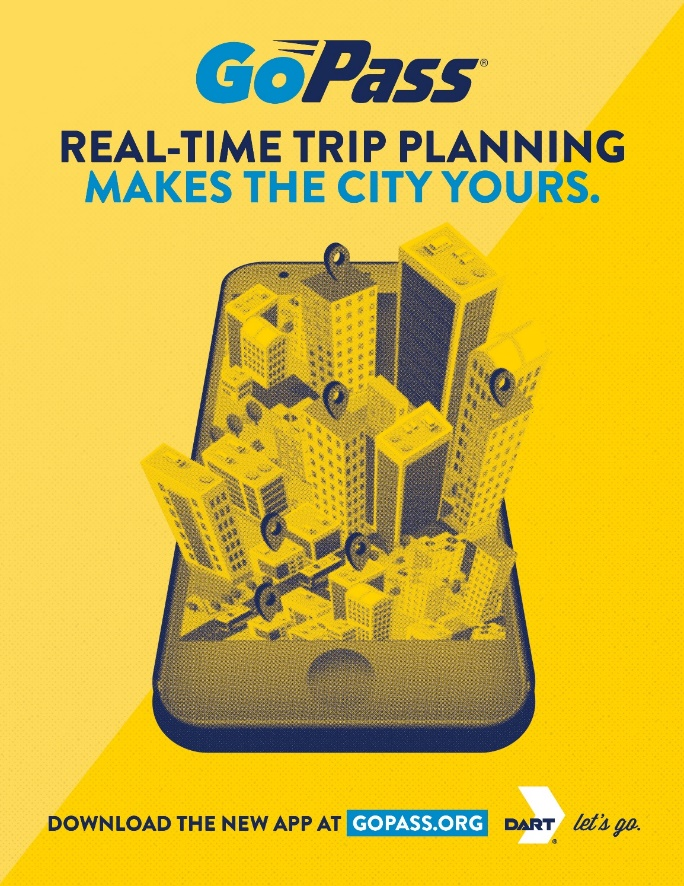 GoPass®
REAL-TIME TRIP PLANNING
MAKES THE CITY YOURS.
DOWNLOAD THE NEW APP AT GOPASS.ORG DART® let's go.